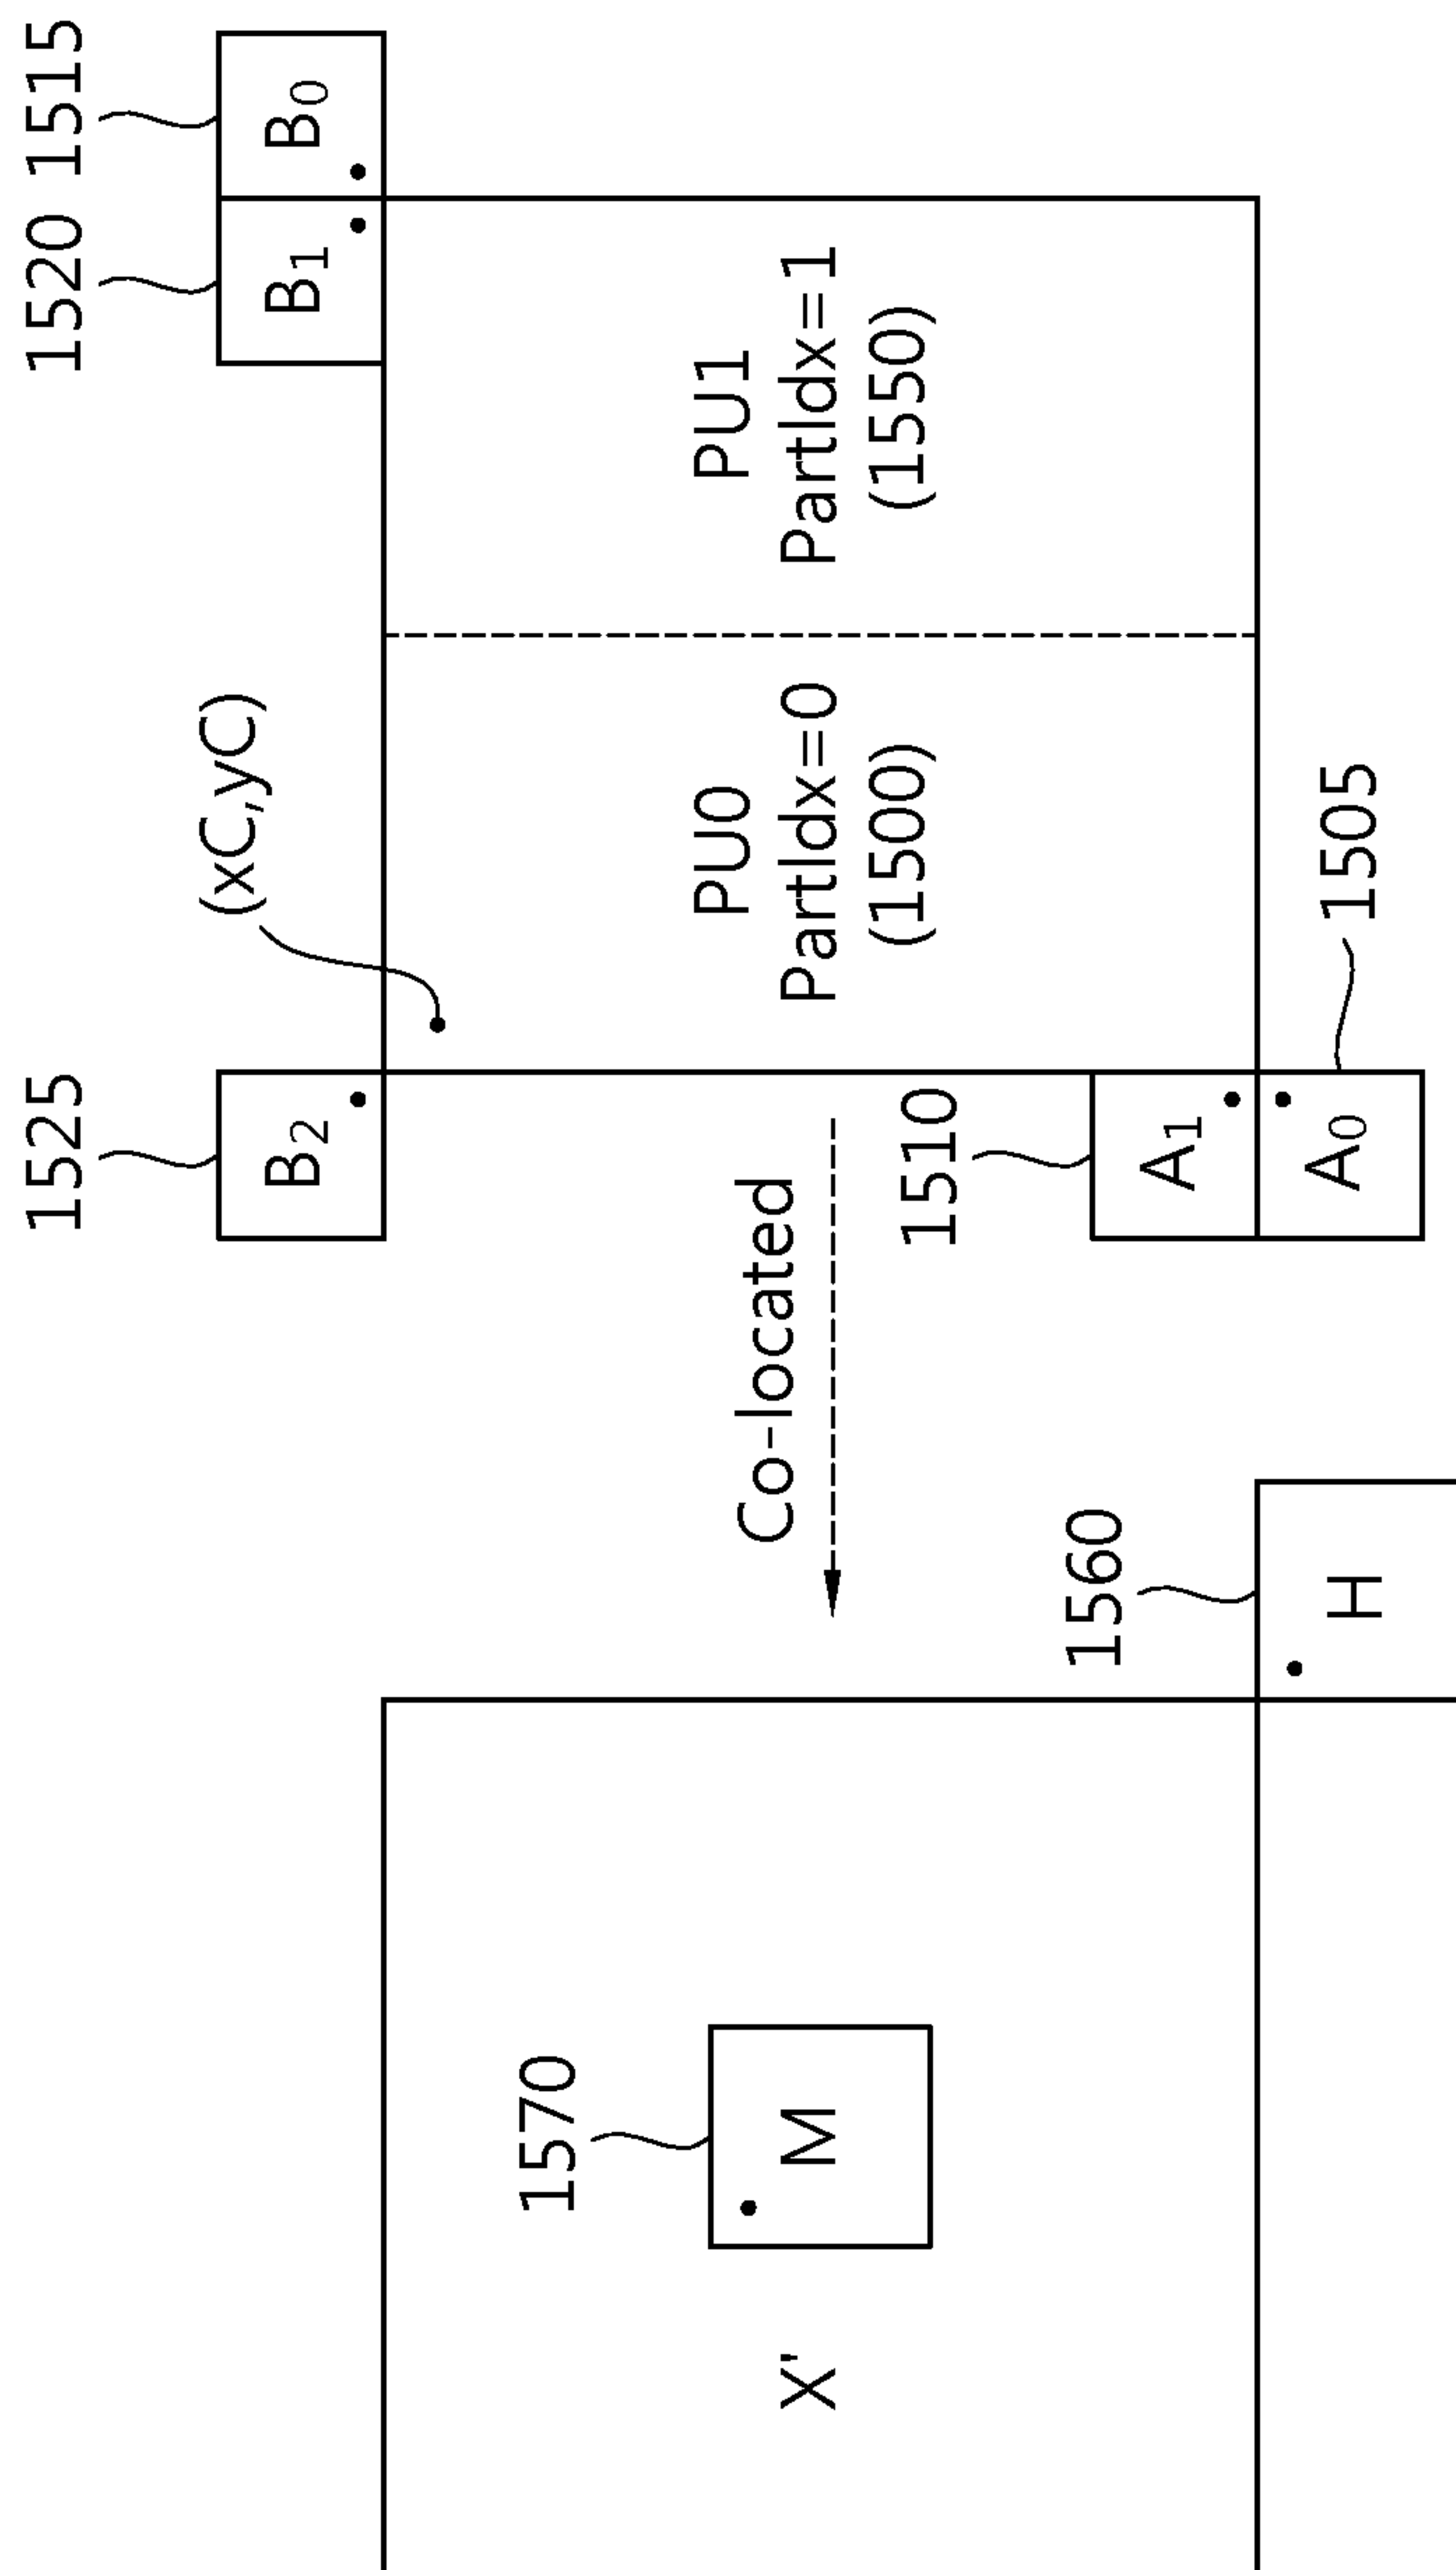 1525
1520 1515
(xC,yC)
B₂
B₁
B₀
1570
X'
M
Co-located
PU0
PartIdx=0
(1500)
PU1
PartIdx=1
(1550)
1510
1560
A₁
H
A₀
1505